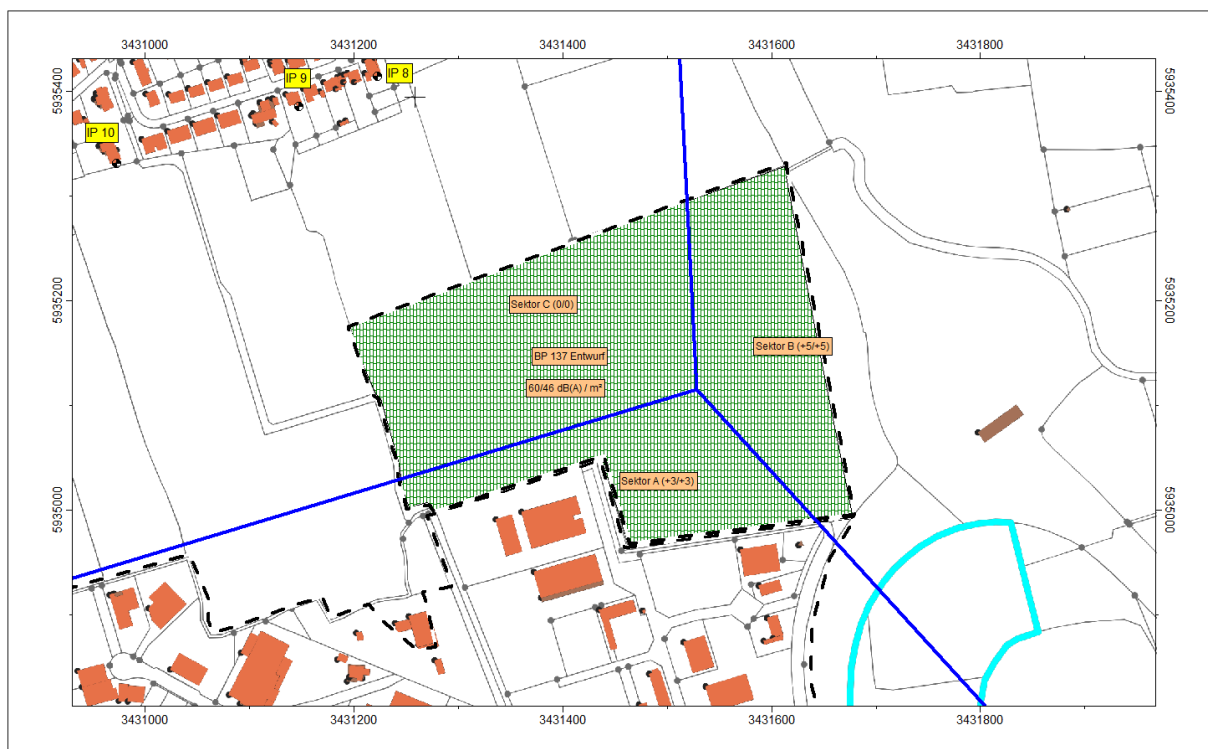 3431000 3431200 3431400 3431600 3431800
5935400
5935400
IP 8
IP 9
IP 10
5935200
5935200
Sektor C (0/0)
Sektor B (+5/+5)
BP 137 Entwurf
60/46 dB(A) / m²
Sektor A (+3/+3)
5935000
5935000
3431000 3431200 3431400 3431600 3431800